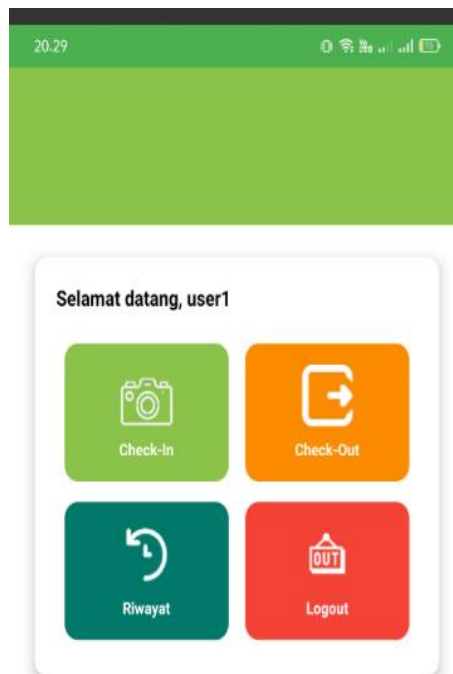 20.29
Selamat datang, user1
Check-In
Check-Out
OUT
Riwayat
Logout